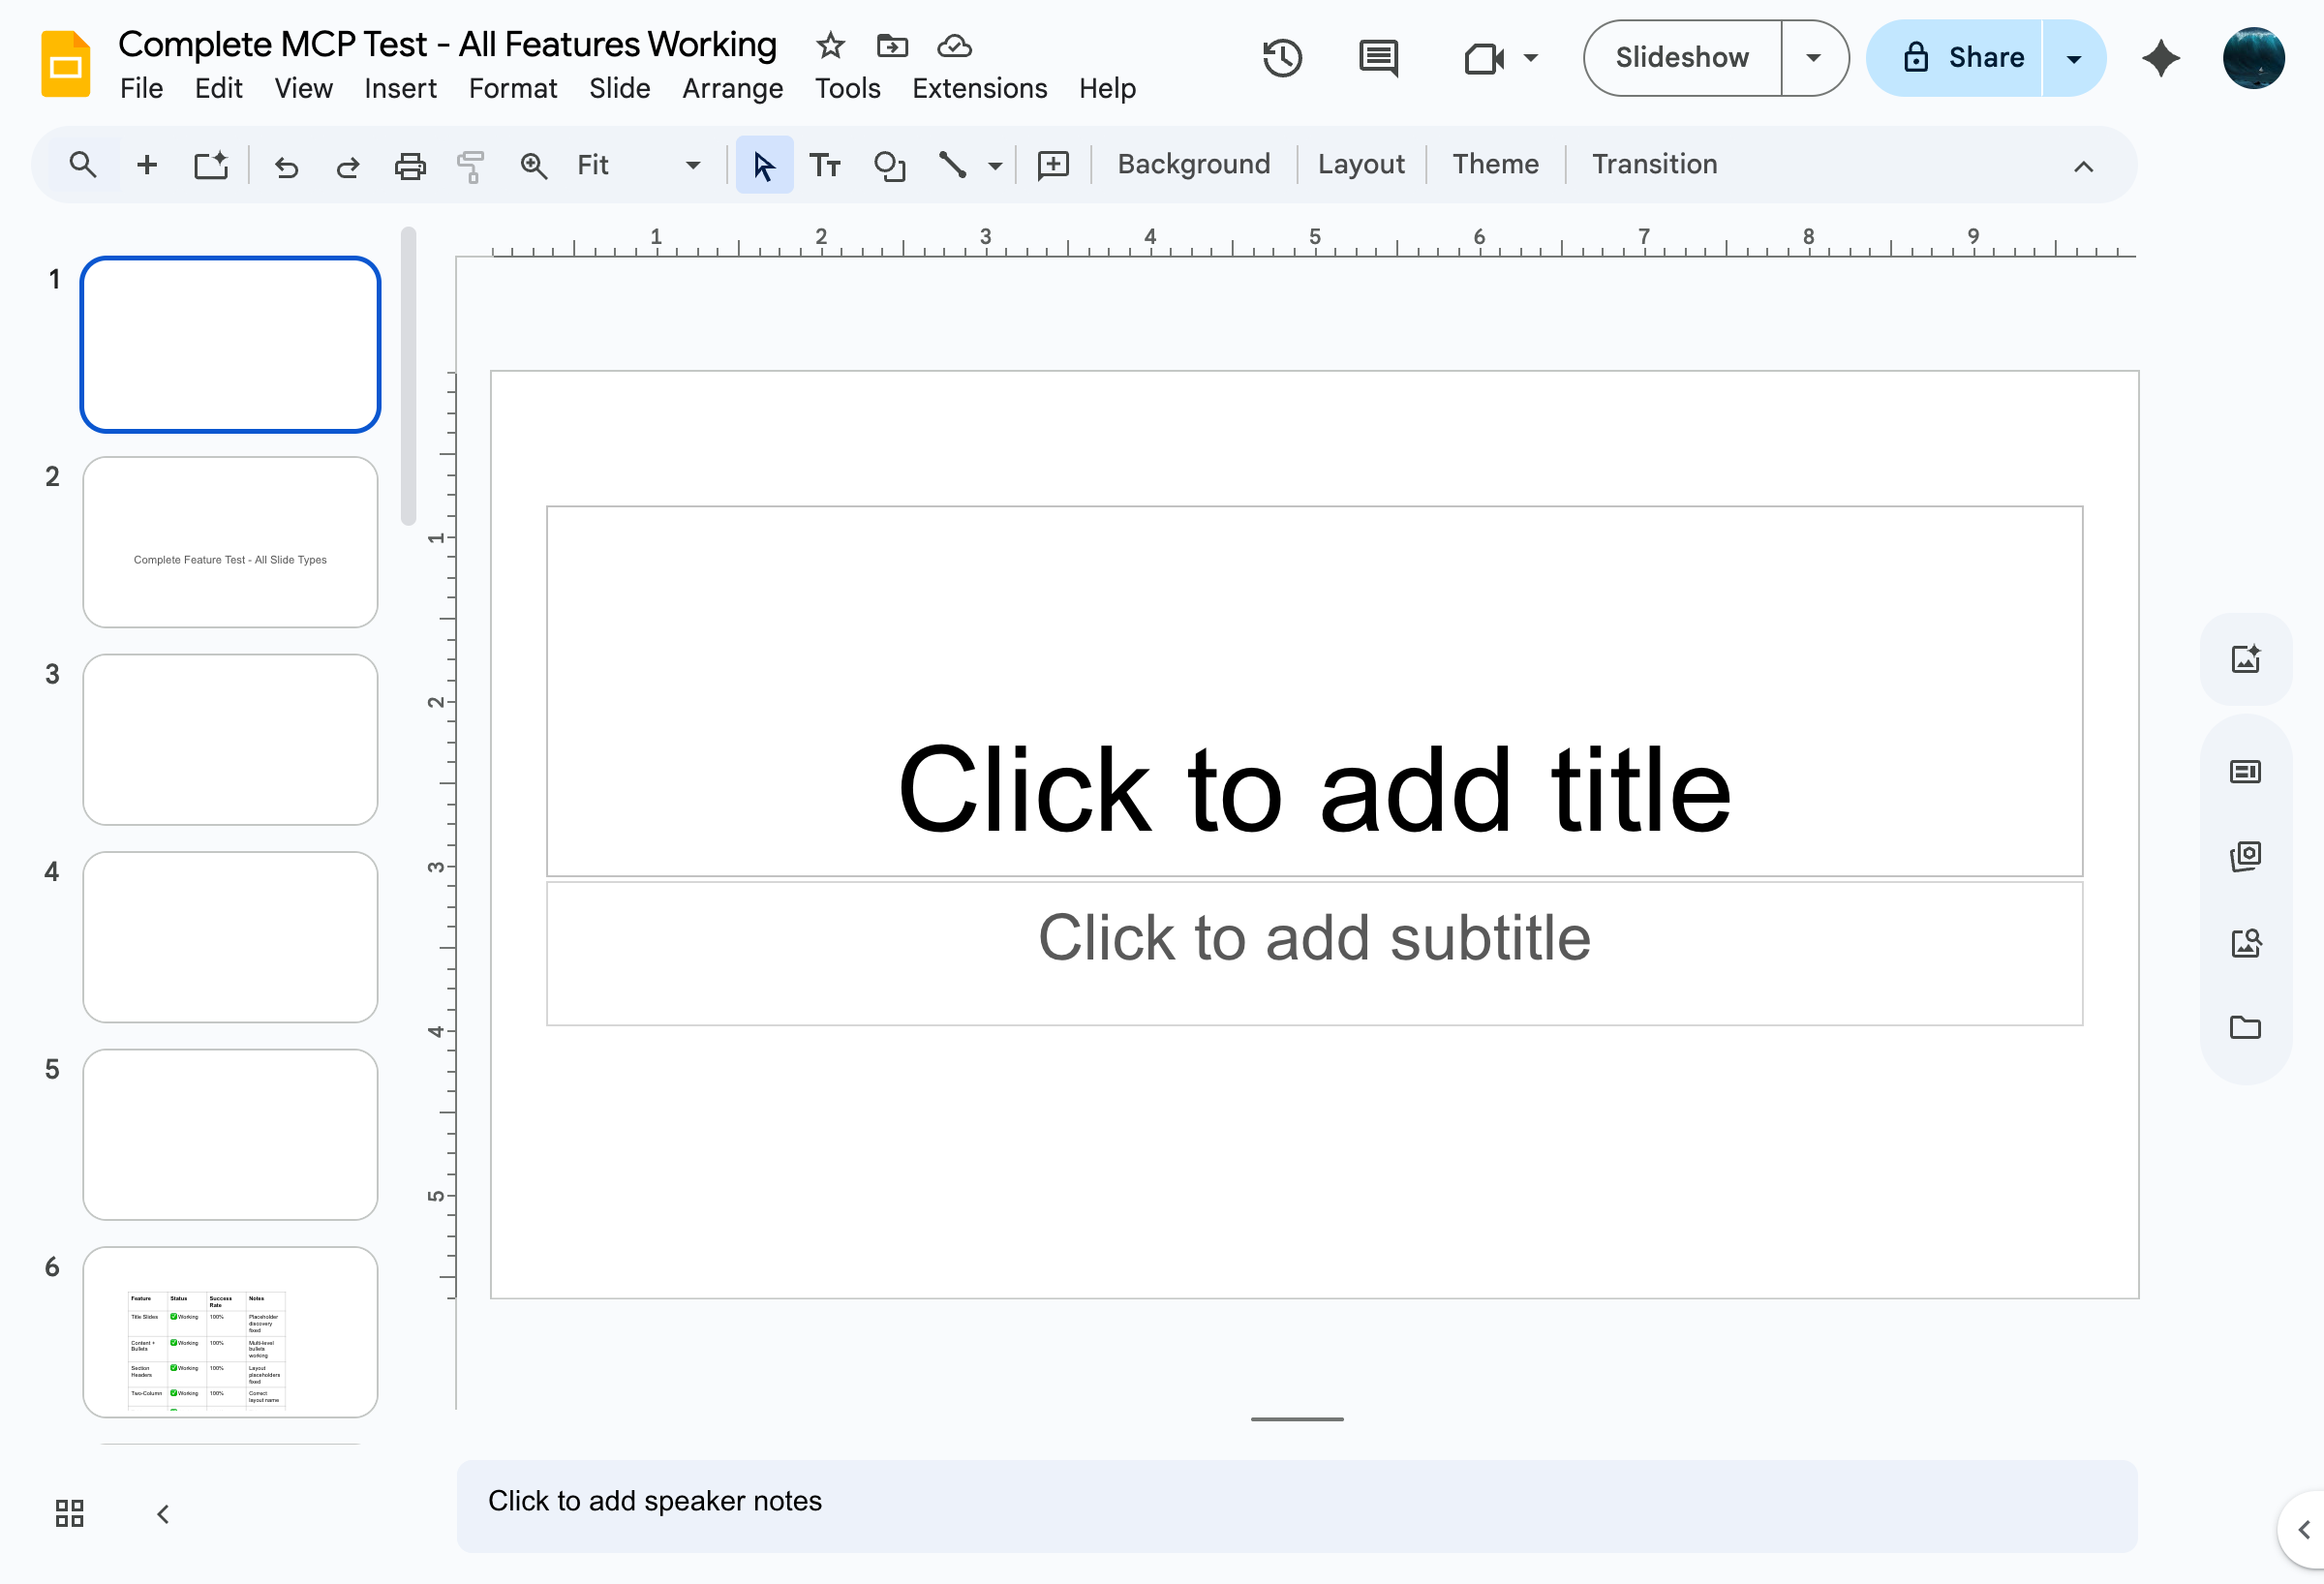 Complete MCP Test - All Features Working
File Edit View Insert Format Slide Arrange Tools Extensions Help
Slideshow
Share
Fit
Background
Layout
Theme
Transition
1 2 3 4 5 6 7 8 9
1
2
Complete Feature Test - All Slide Types
3
4
5
6
Feature Status Success Rate Notes
Title Slides ✅ Working 100% Placeholder discovery fixed
Content + Bullets ✅ Working 100% Multi-level bullets working
Section Headers ✅ Working 100% Layout placeholders fixed
Two-Column ✅ Working 100% Correct layout name
1
2
3
4
5
Click to add title
Click to add subtitle
Click to add speaker notes